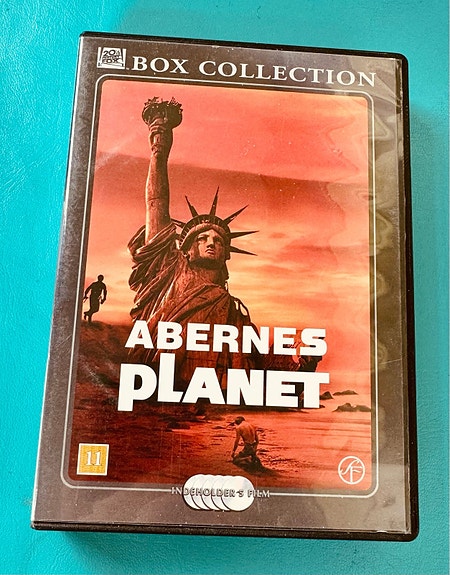 20th
CENTURY
FOX
BOX COLLECTION
ABERNES
PLANET
11
SF
INDEHOLDER 5 FILM